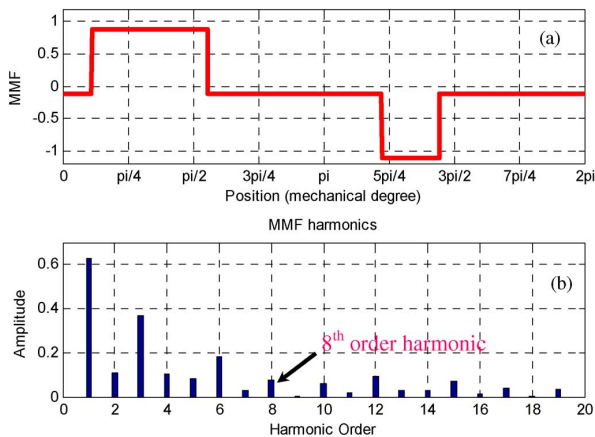 1
0.5
0
-0.5
-1
MMF
(a)
0 pi/4 pi/2 3pi/4 pi 5pi/4 3pi/2 7pi/4 2pi
Position (mechanical degree)
MMF harmonics
0.6
0.4
0.2
0
Amplitude
(b)
8th order harmonic
0 2 4 6 8 10 12 14 16 18 20
Harmonic Order